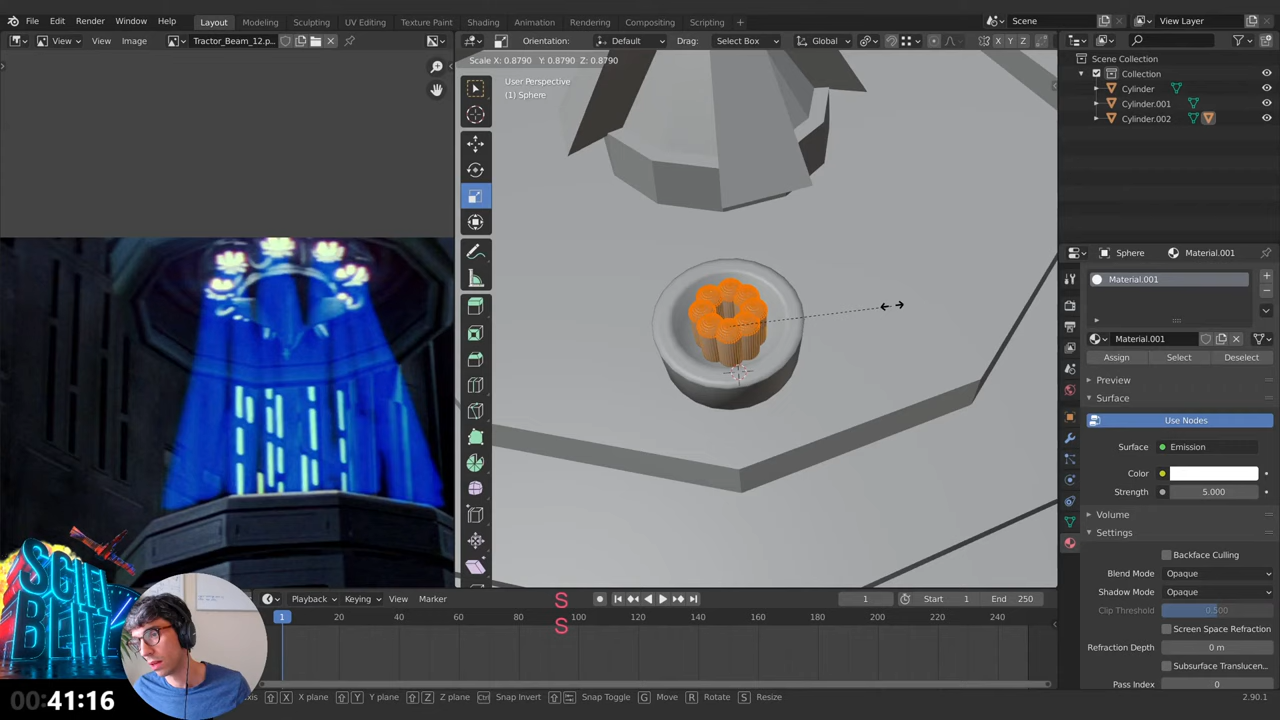 File Edit Render Window Help Layout Modeling Sculpting UV Editing Texture Paint Shading Animation Rendering Compositing Scripting + Scene View Layer
View View Image Tractor_Beam_12.p... Orientation: Default Drag: Select Box Global X Y Z
Scale X: 0.8790 Y: 0.8790 Z: 0.8790
User Perspective
(1) Sphere
Scene Collection
Collection
Cylinder
Cylinder.001
Cylinder.002
Sphere Material.001
Material.001
Material.001
Assign Select Deselect
Preview
Surface
Use Nodes
Surface Emission
Color
Strength 5.000
Volume
Settings
Backface Culling
Blend Mode Opaque
Shadow Mode Opaque
Clip Threshold 0.500
Screen Space Refraction
Refraction Depth 0 m
Subsurface Translucen...
Pass Index 0
SCIFI
BLITZ
Playback Keying View Marker 1 Start 1 End 250
S
S
1 20 40 60 80 100 120 140 160 180 200 220 240
00:41:16
axis X X plane Y Y plane Z Z plane Ctrl Snap Invert Snap Toggle G Move R Rotate S Resize
2.90.1